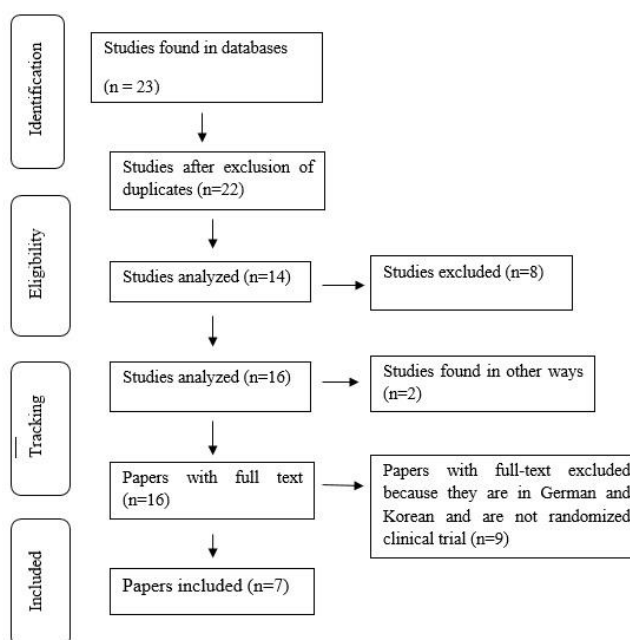 Identification
Studies found in databases
(n = 23)
Studies after exclusion of
duplicates (n=22)
Eligibility
Studies analyzed (n=14)
Studies excluded (n=8)
Tracking
Studies analyzed (n=16)
Studies found in other ways
(n=2)
Papers with full text
(n=16)
Papers with full-text excluded
because they are in German and
Korean and are not randomized
clinical trial (n=9)
Included
Papers included (n=7)